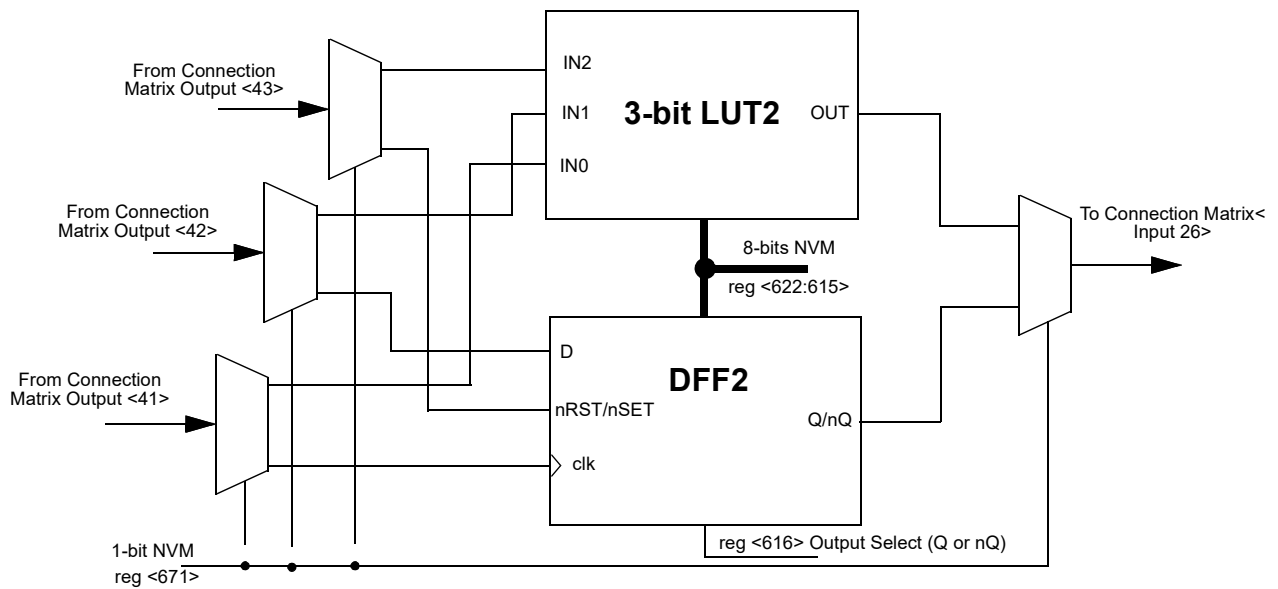 From Connection
Matrix Output <43>
IN2
IN1
IN0
3-bit LUT2
OUT
From Connection
Matrix Output <42>
To Connection Matrix<
Input 26>
8-bits NVM
reg <622:615>
From Connection
Matrix Output <41>
D
nRST/nSET
clk
DFF2
Q/nQ
reg <616> Output Select (Q or nQ)
1-bit NVM
reg <671>